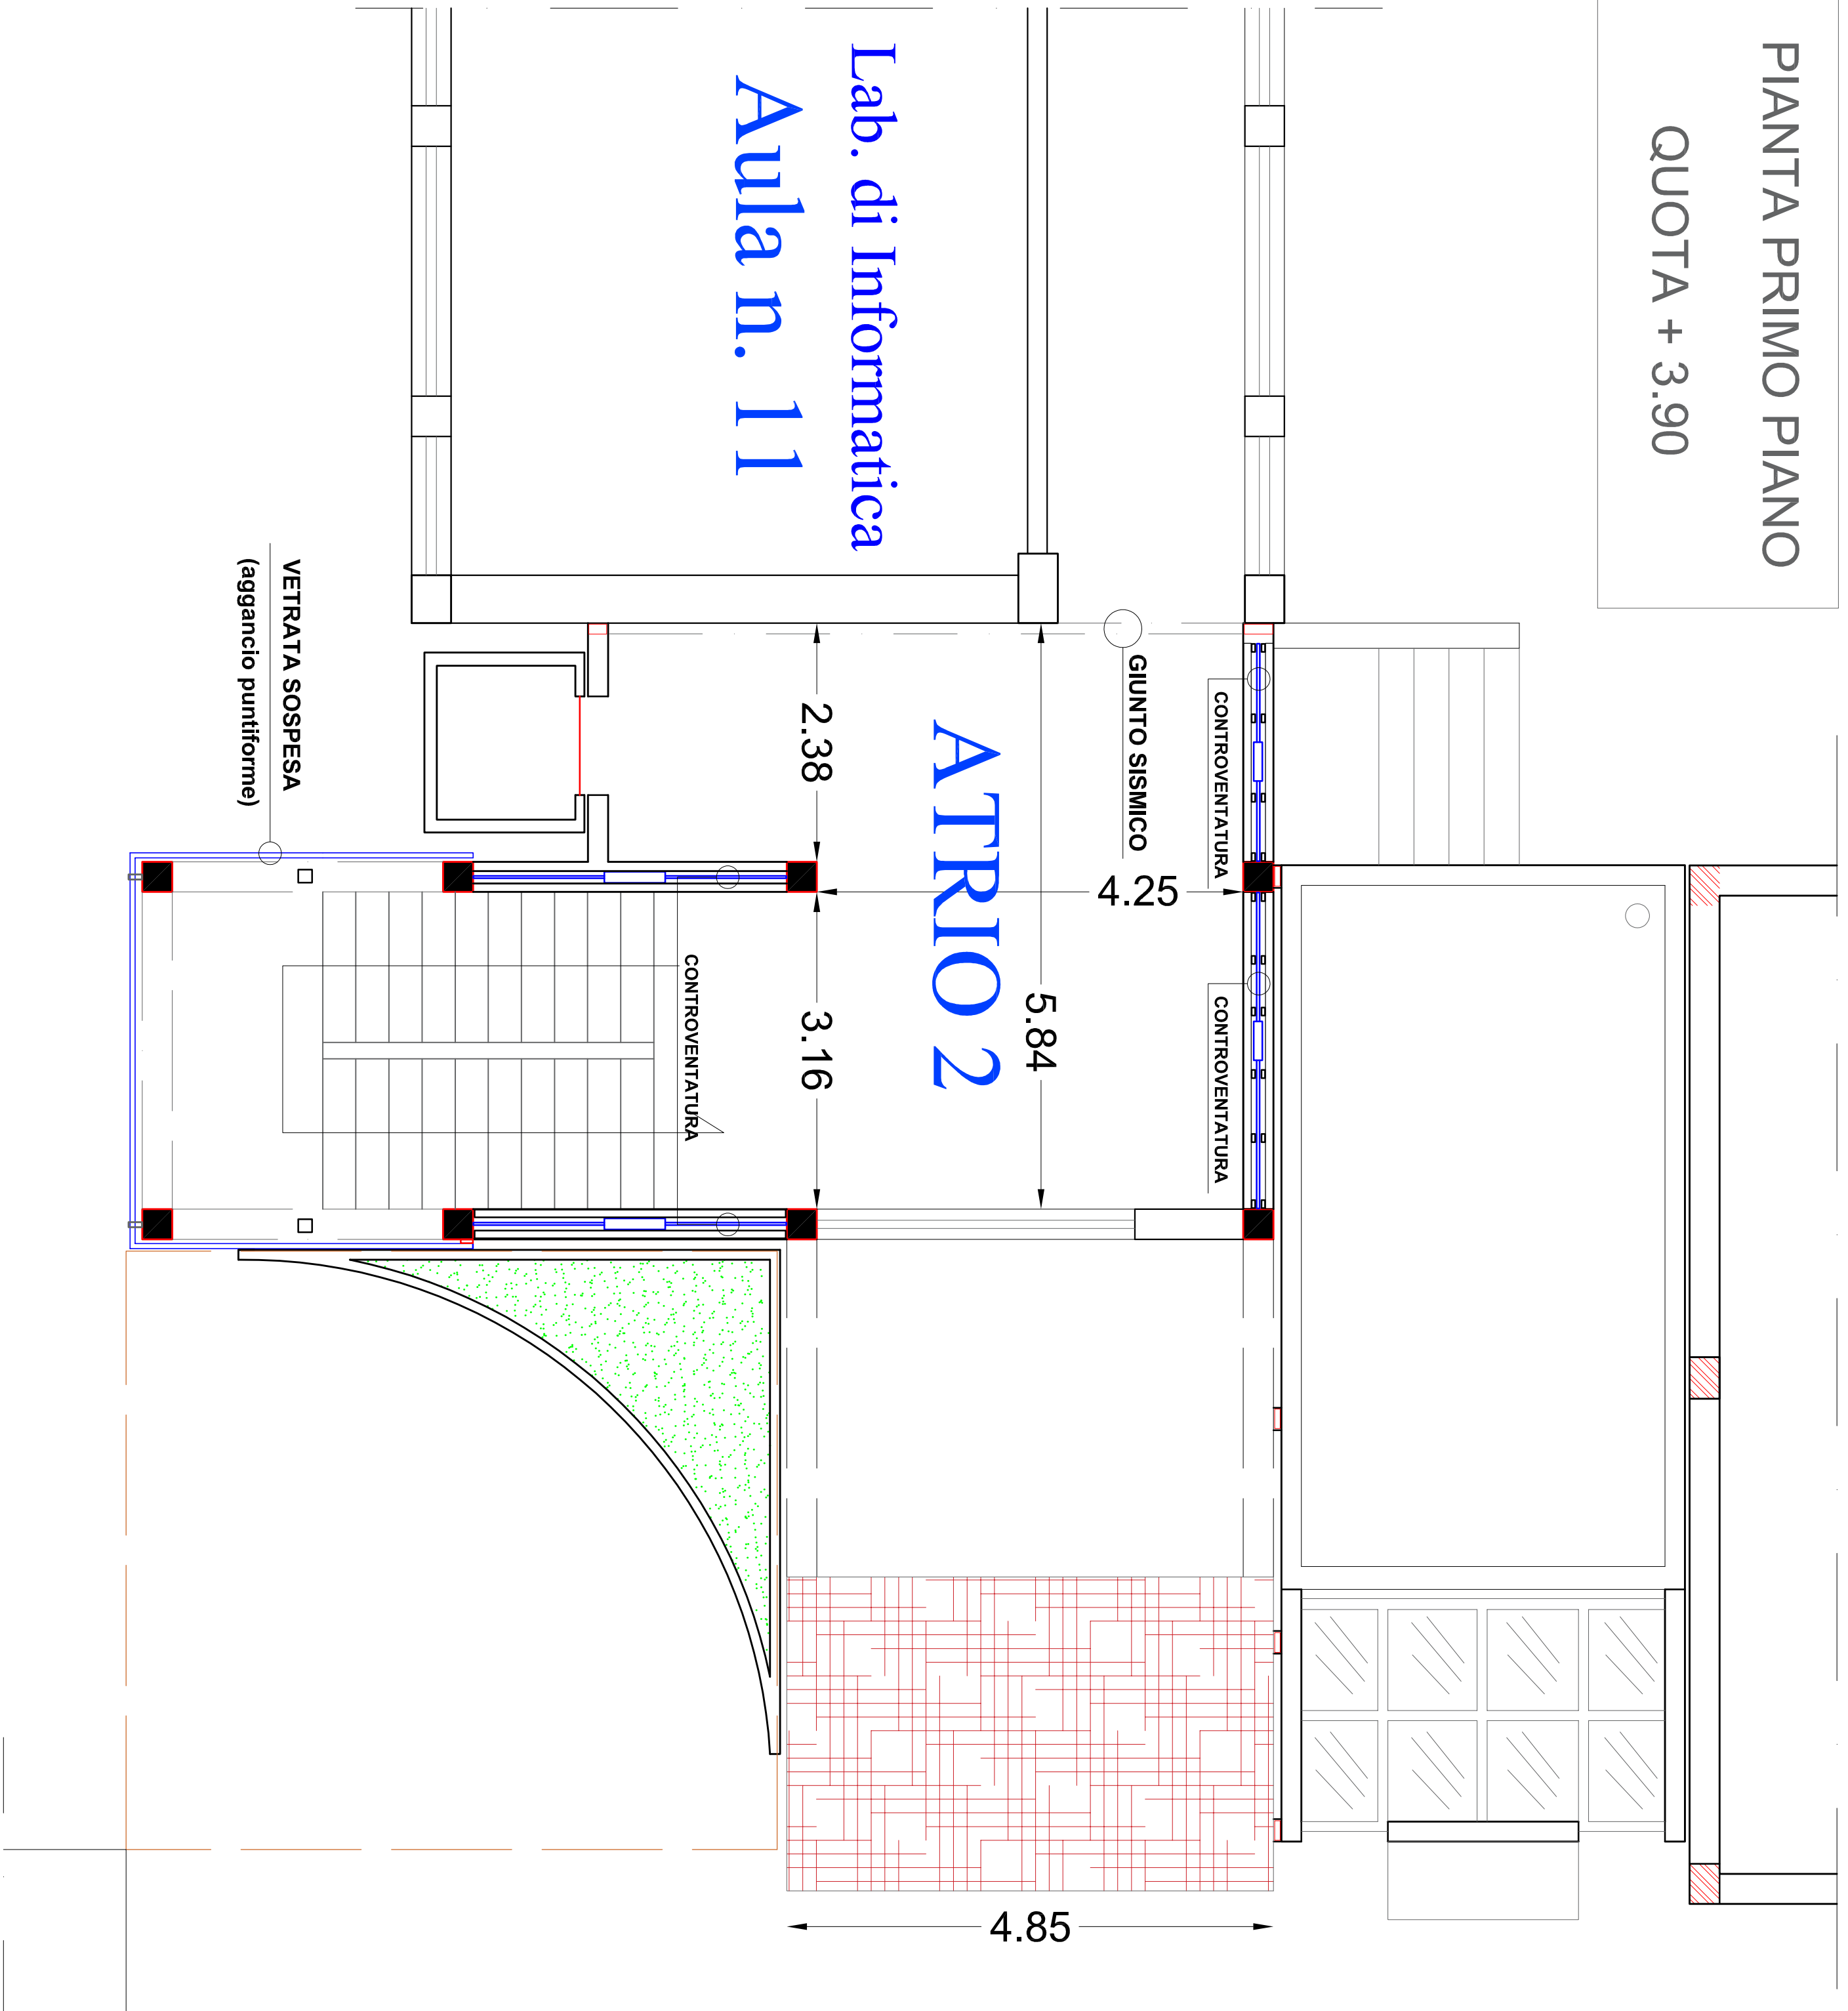 PIANTA PRIMO PIANO
QUOTA + 3.90
Lab. di Informatica
Aula n. 11
GIUNTO SISMICO
CONTROVENTATURA
CONTROVENTATURA
4.25
5.84
ATRIO 2
2.38
3.16
CONTROVENTATURA
VETRATA SOSPESA
(aggancio puntiforme)
4.85